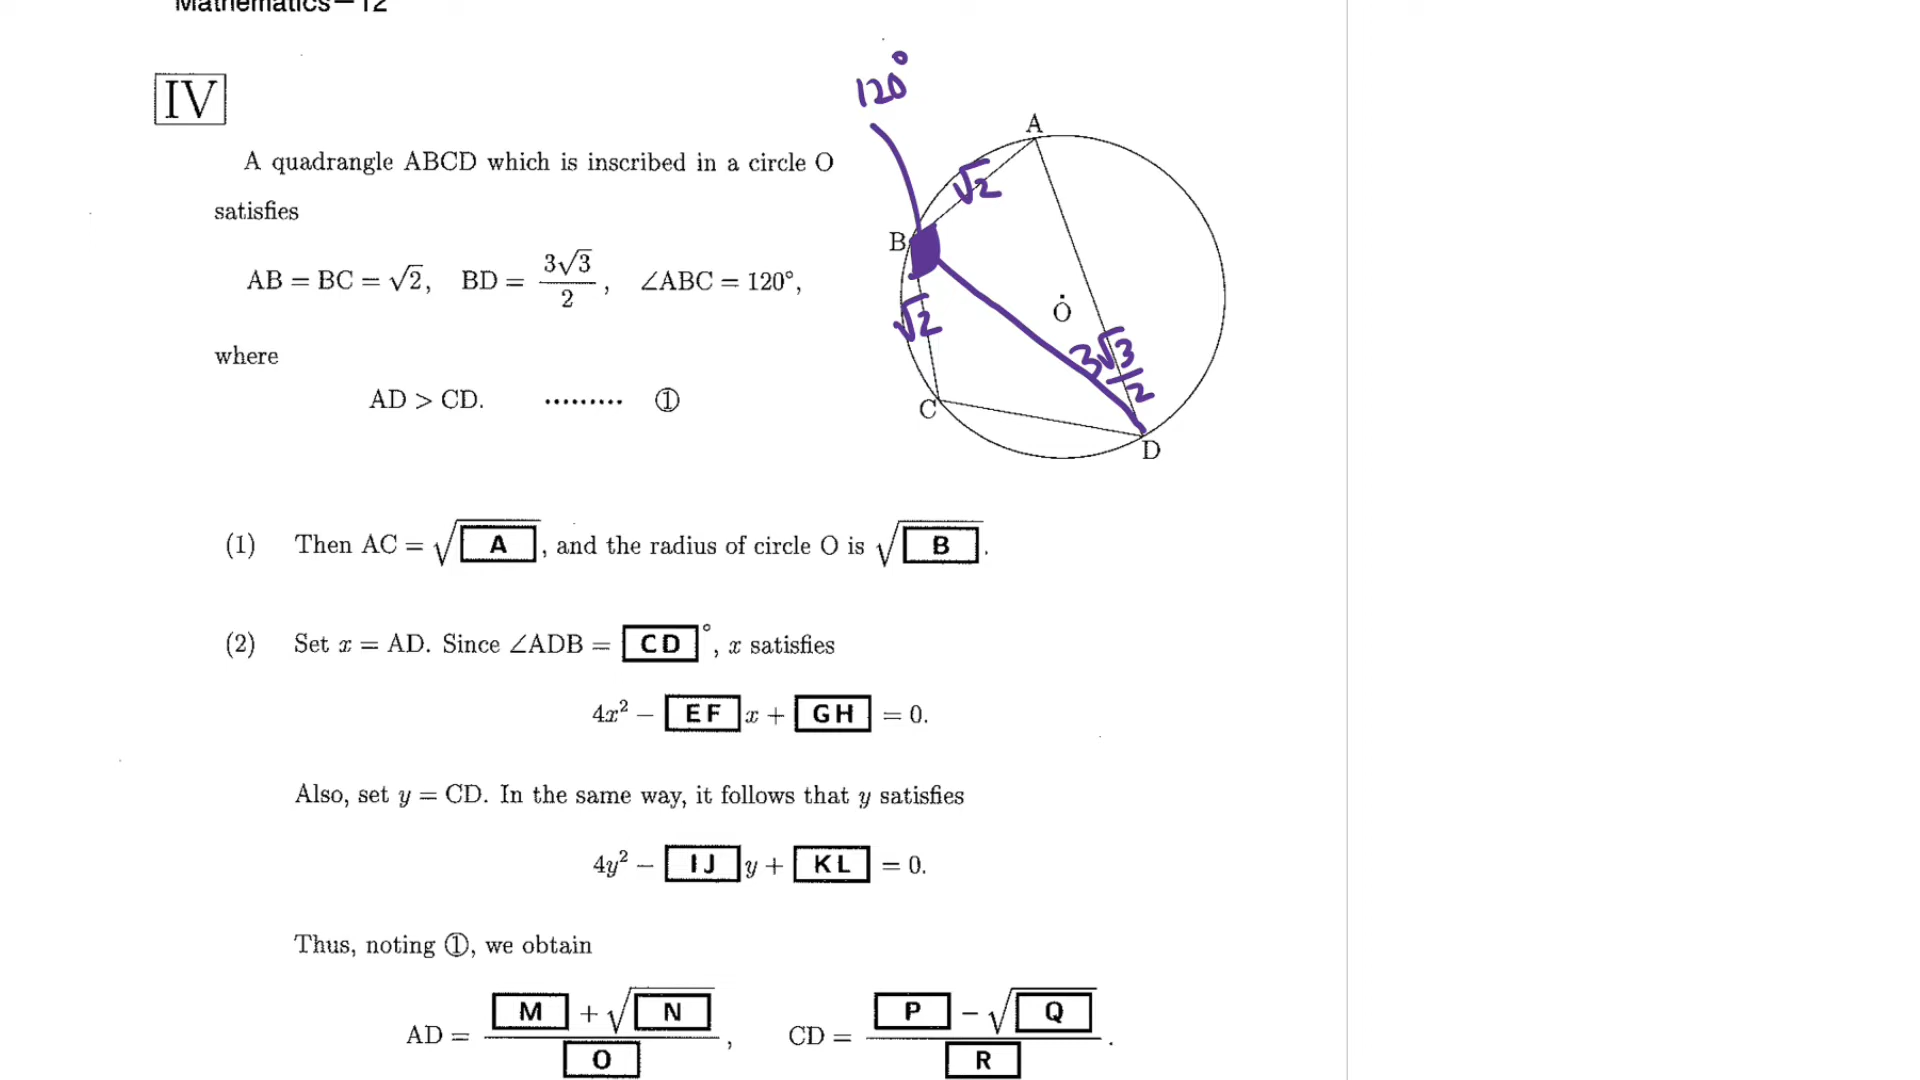 Mathematics－12
IV
120°
A quadrangle ABCD which is inscribed in a circle O
satisfies
AB = BC = √2, BD = 3√3/2, ∠ABC = 120°,
where
AD > CD. ········· ①
A
√2
B
O
√2
3√3/2
C
D
(1) Then AC = √A, and the radius of circle O is √B.
(2) Set x = AD. Since ∠ADB = CD°, x satisfies
4x² − EF x + GH = 0.
Also, set y = CD. In the same way, it follows that y satisfies
4y² − IJ y + KL = 0.
Thus, noting ①, we obtain
AD = (M + √N)/O, CD = (P − √Q)/R.